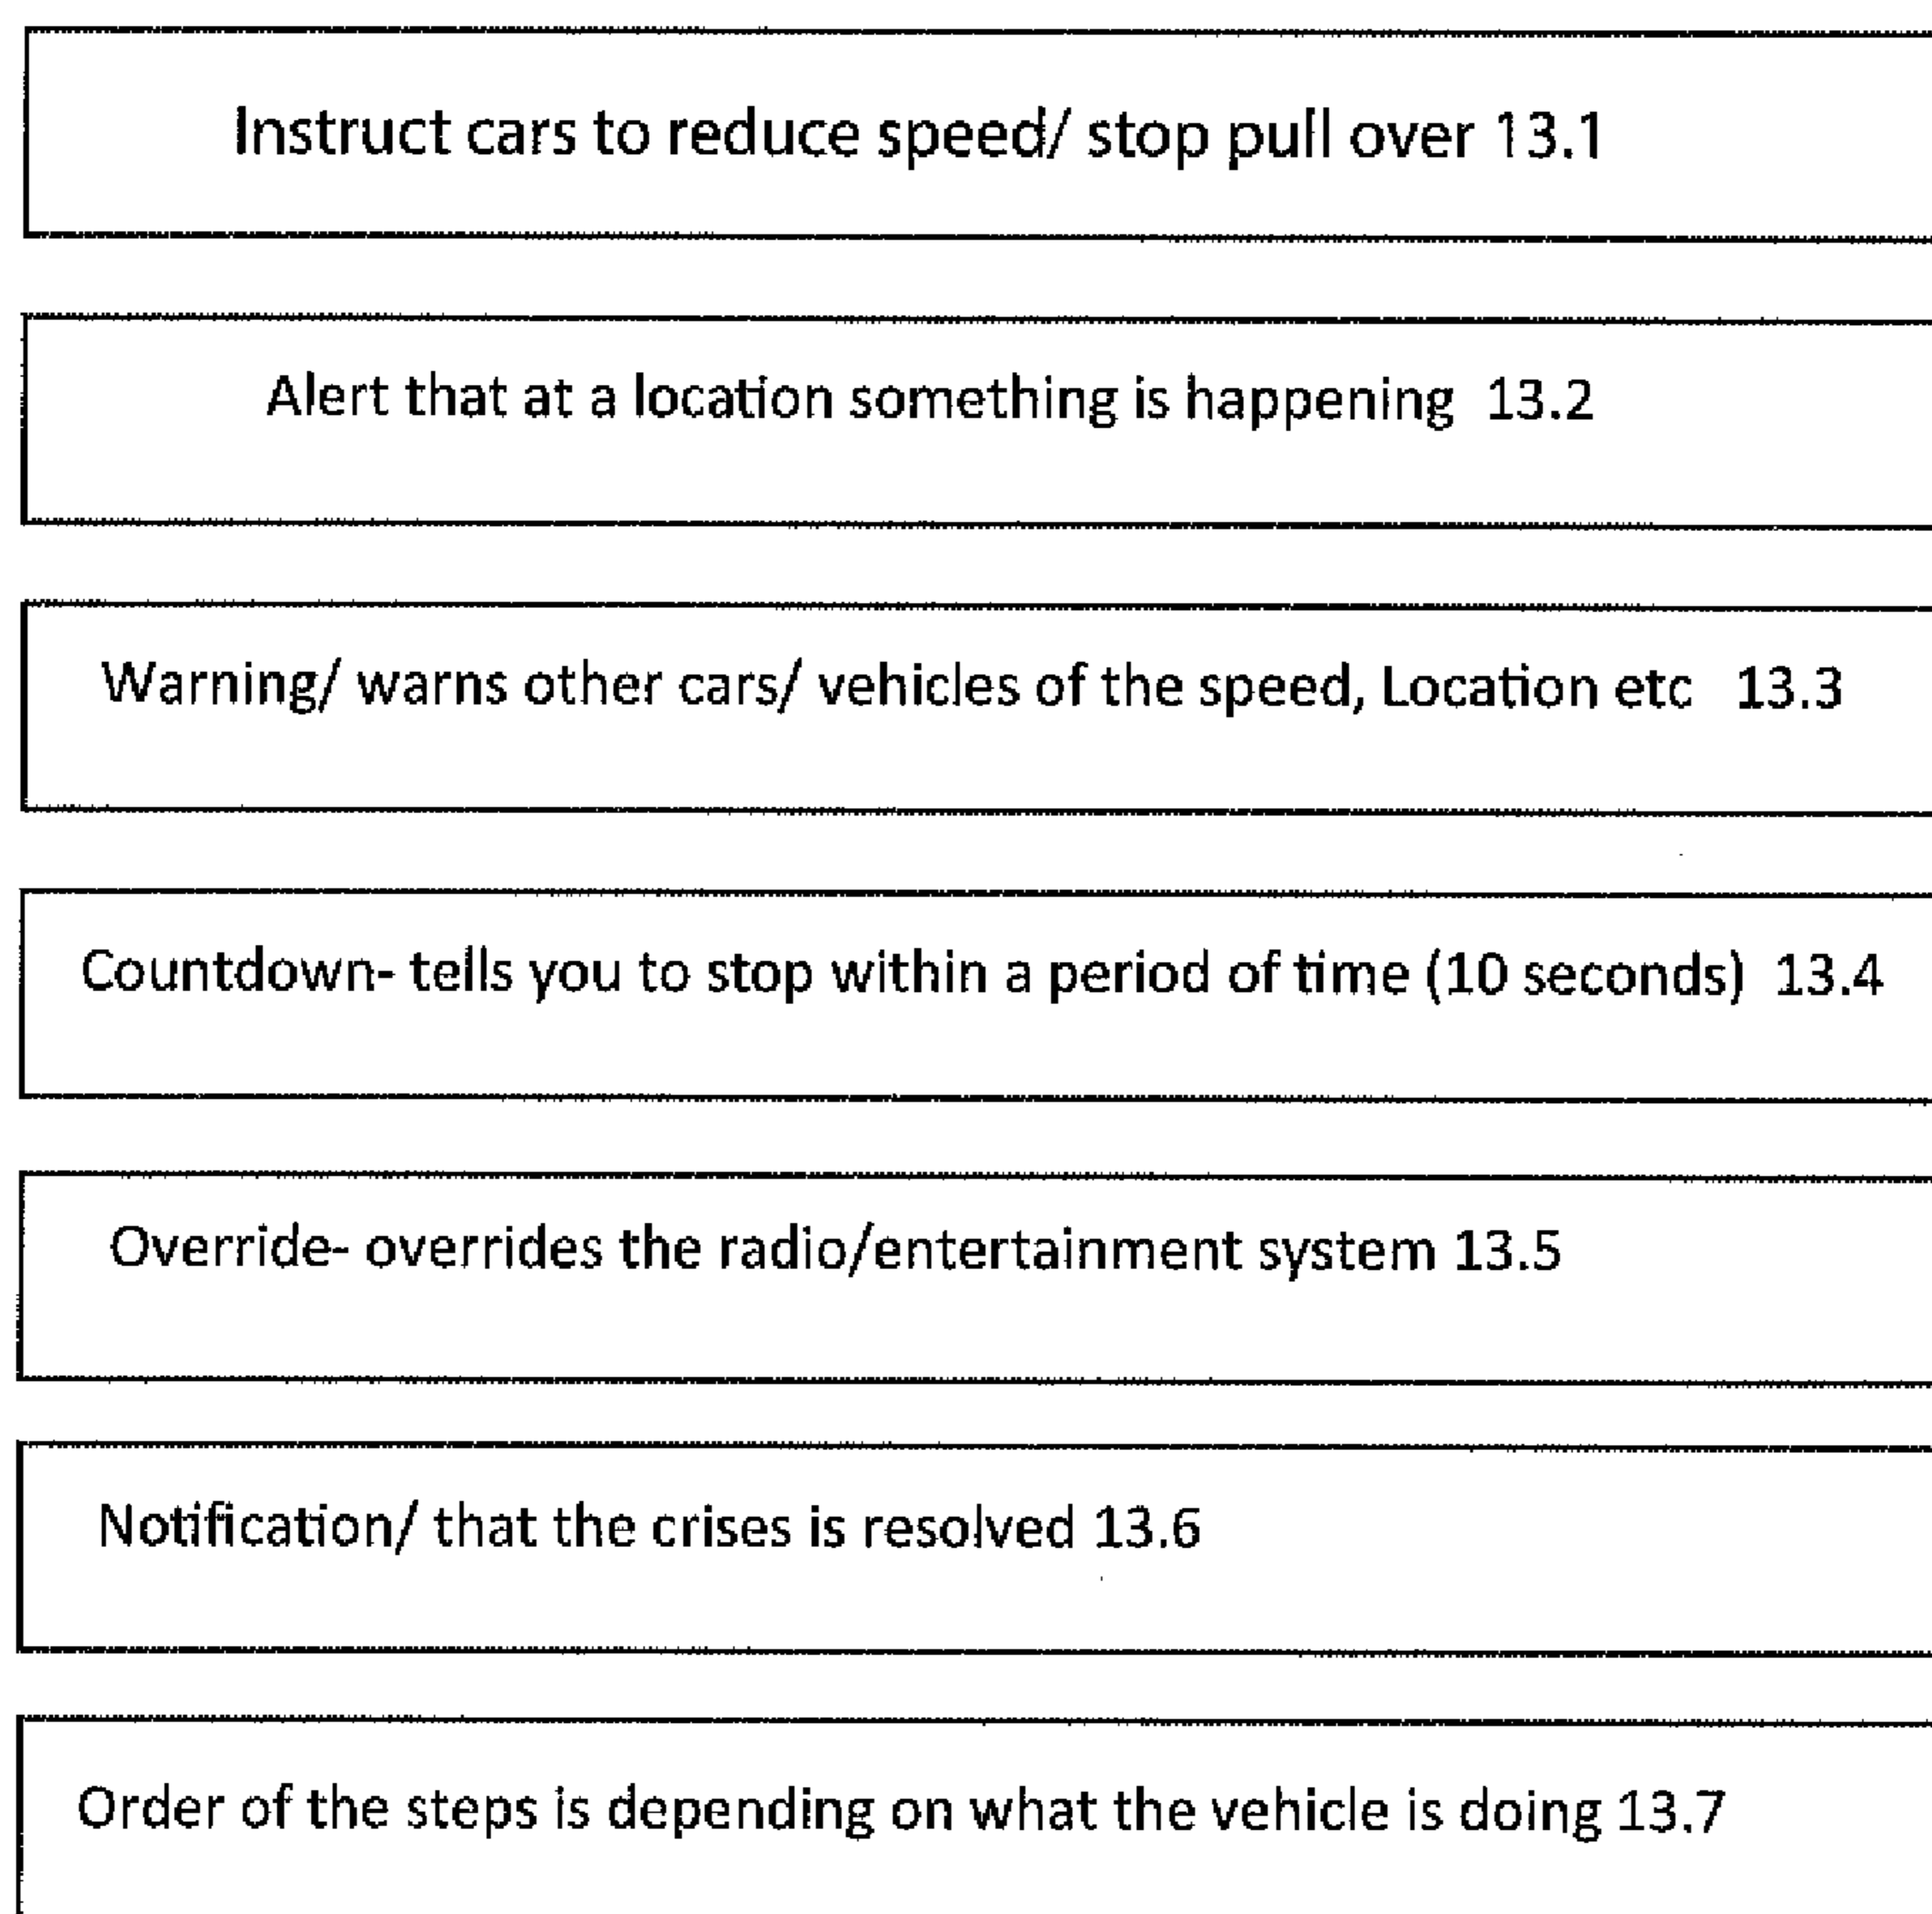 Instruct cars to reduce speed/ stop pull over 13.1
Alert that at a location something is happening 13.2
Warning/ warns other cars/ vehicles of the speed, Location etc 13.3
Countdown- tells you to stop within a period of time (10 seconds) 13.4
Override- overrides the radio/entertainment system 13.5
Notification/ that the crises is resolved 13.6
Order of the steps is depending on what the vehicle is doing 13.7